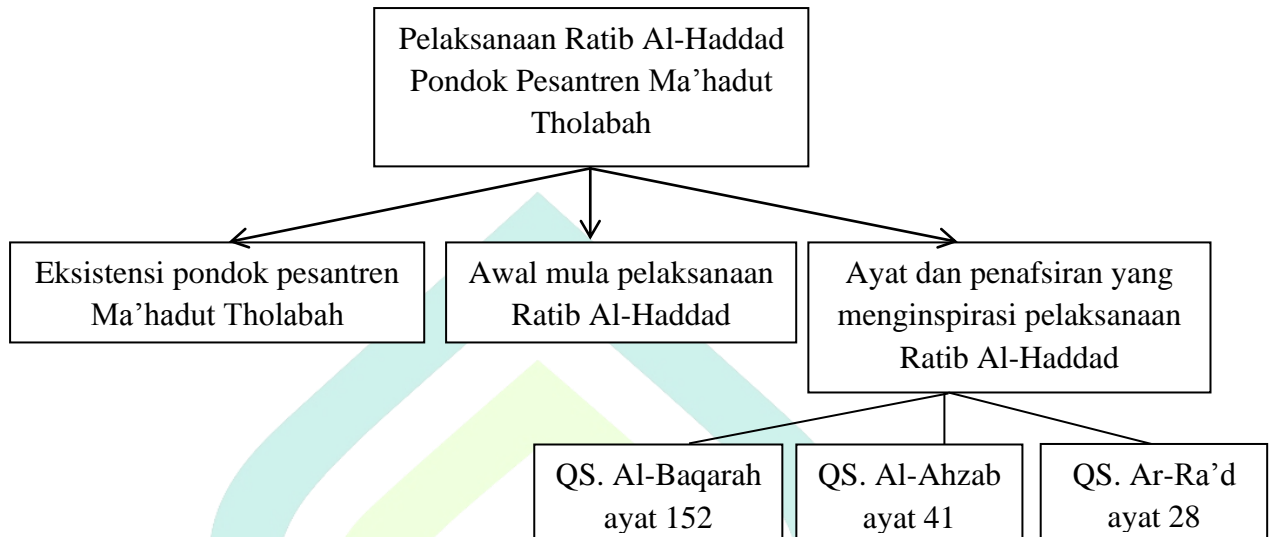 Pelaksanaan Ratib Al-Haddad
Pondok Pesantren Ma’hadut
Tholabah
Eksistensi pondok pesantren
Ma’hadut Tholabah
Awal mula pelaksanaan
Ratib Al-Haddad
Ayat dan penafsiran yang
menginspirasi pelaksanaan
Ratib Al-Haddad
QS. Al-Baqarah
ayat 152
QS. Al-Ahzab
ayat 41
QS. Ar-Ra’d
ayat 28